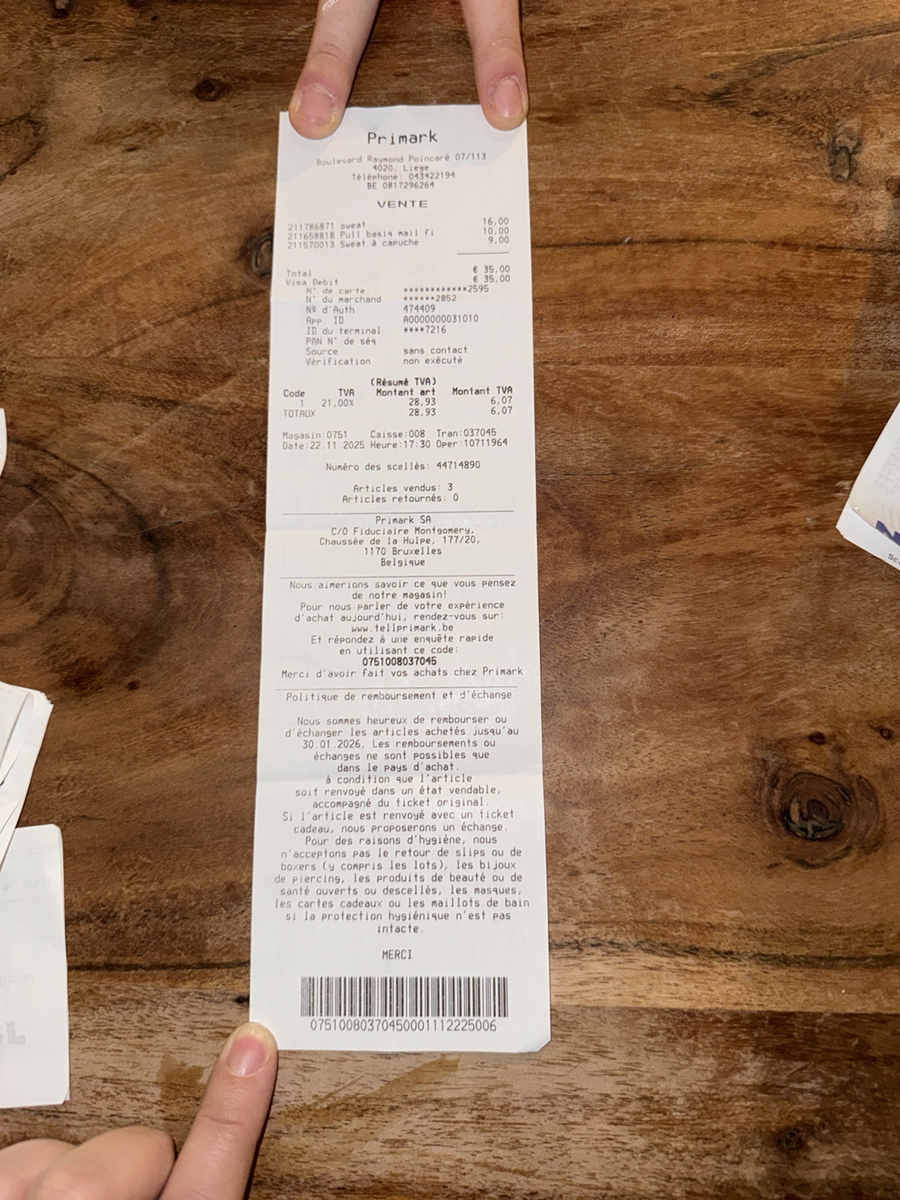 Primark
Boulevard Raymond Poincaré 07/113
4020, Liege
Téléphone: 043422194
BE 0817296264
VENTE
211786871 sweat 16,00
211658818 Pull basiq mail fi 10,00
211570013 Sweat à capuche 9,00
Total € 35,00
Visa Debit € 35,00
N° de carte. ************2595
N° du marchand ******2852
Nº d'Auth 474409
App. ID A0000000031010
ID du terminal ****7216
PAN N° de séq
Source sans contact
Vérification non exécuté
(Résumé TVA)
Code TVA Montant art Montant TVA
1 21,00% 28,93 6,07
TOTAUX 28,93 6,07
Magasin:0751 Caisse:008 Tran:037045
Date:22.11.2025 Heure:17:30 Oper:10711964
Numéro des scellés: 44714890
Articles vendus: 3
Articles retournés: 0
Primark SA
C/O Fiduciaire Montgomery,
Chaussée de la Hulpe, 177/20,
1170 Bruxelles
Belgique
Nous aimerions savoir ce que vous pensez
de notre magasin!
Pour nous parler de votre expérience
d'achat aujourd'hui, rendez-vous sur:
www.tellprimark.be
Et répondez à une enquête rapide
en utilisant ce code:
0751008037045
Merci d'avoir fait vos achats chez Primark
Politique de remboursement et d'échange
Nous sommes heureux de rembourser ou
d'échanger les articles achetés jusqu'au
30.01.2026, Les remboursements ou
échanges ne sont possibles que
dans le pays d'achat.
à condition que l'article
soit renvoyé dans un état vendable,
accompagné du ticket original.
Si l'article est renvoyé avec un ticket
cadeau, nous proposerons un échange.
Pour des raisons d'hygiène, nous
n'acceptons pas le retour de slips ou de
boxers (y compris les lots), les bijoux
de piercing, les produits de beauté ou de
santé ouverts ou descellés, les masques,
les cartes cadeaux ou les maillots de bain
si la protection hygiénique n'est pas
intacte.
MERCI
07510080370450001112225006